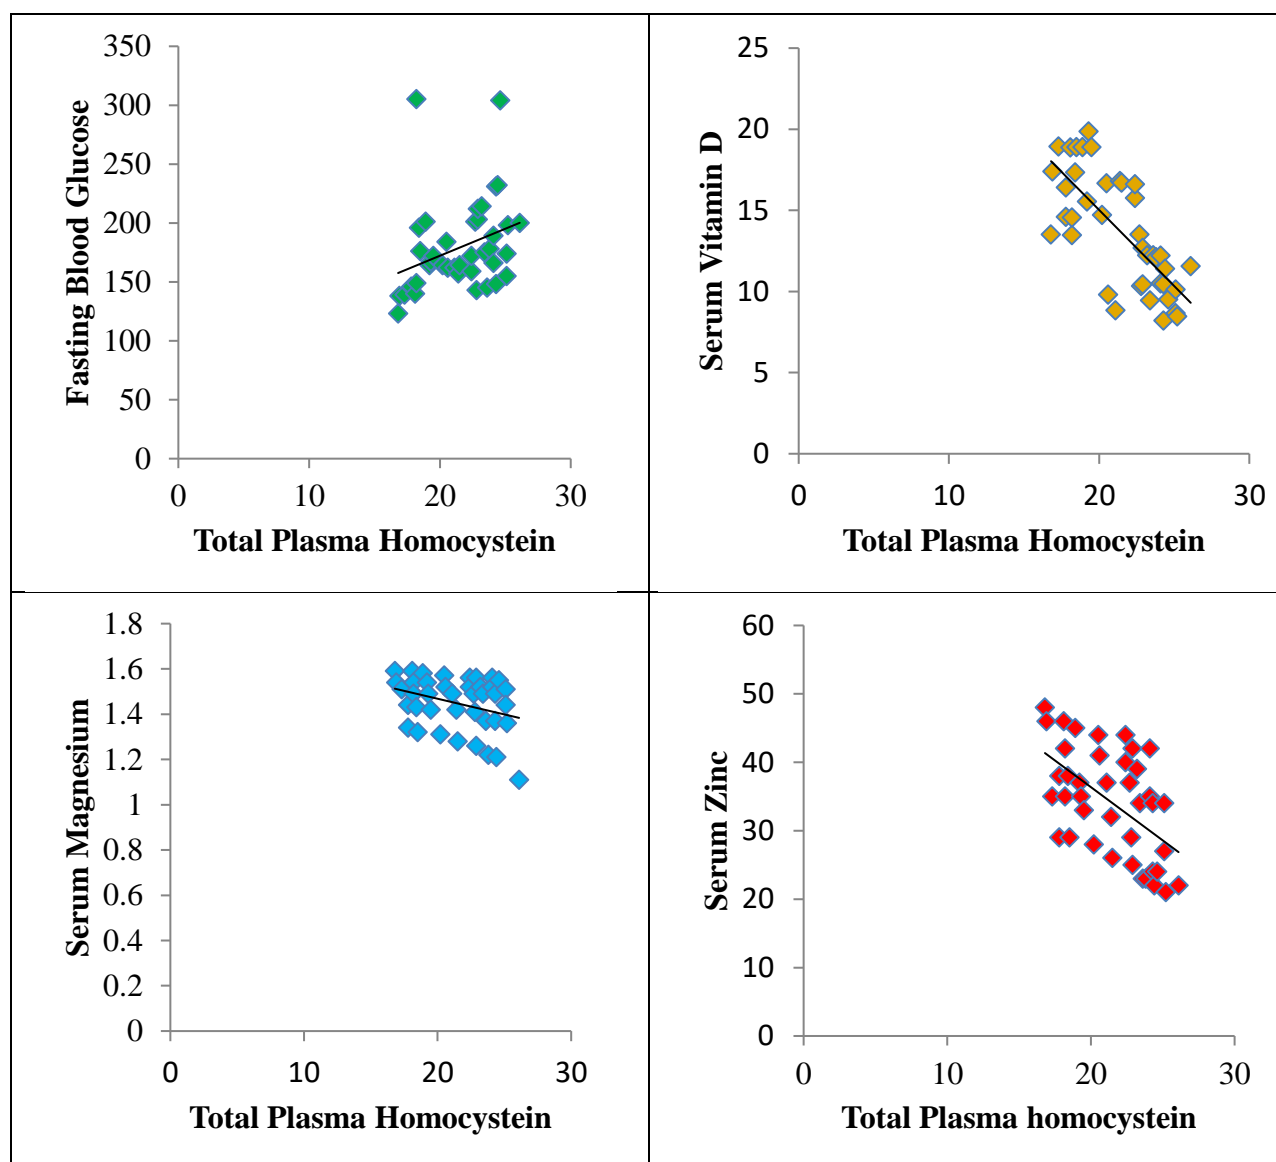 Fasting Blood Glucose
350
300
250
200
150
100
50
0
0 10 20 30
Total Plasma Homocystein
Serum Vitamin D
25
20
15
10
5
0
0 10 20 30
Total Plasma Homocystein
Serum Magnesium
1.8
1.6
1.4
1.2
1
0.8
0.6
0.4
0.2
0
0 10 20 30
Total Plasma Homocystein
Serum Zinc
60
50
40
30
20
10
0
0 10 20 30
Total Plasma homocystein